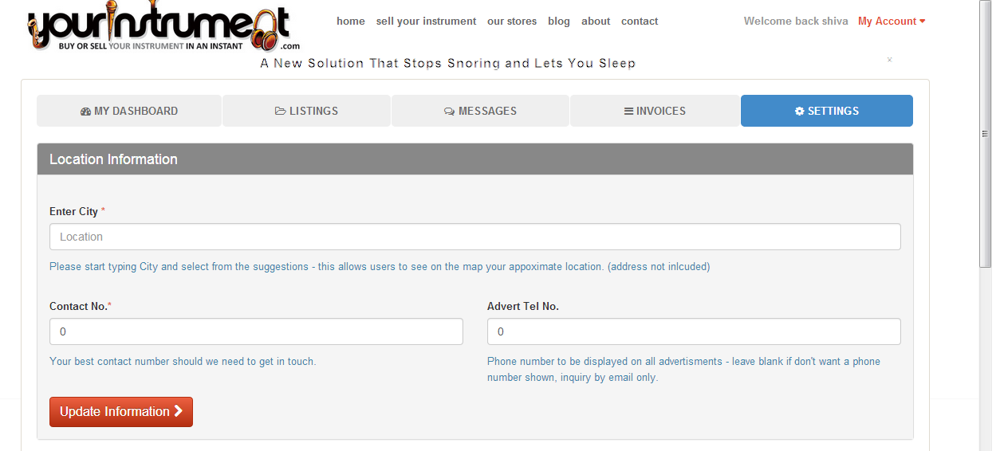 yourinstrument
BUY OR SELL YOUR INSTRUMENT IN AN INSTANT .com
home sell your instrument our stores blog about contact
Welcome back shiva My Account
A New Solution That Stops Snoring and Lets You Sleep x
MY DASHBOARD LISTINGS MESSAGES INVOICES SETTINGS
Location Information
Enter City *
Location
Please start typing City and select from the suggestions - this allows users to see on the map your appoximate location. (address not inlcuded)
Contact No.*
0
Your best contact number should we need to get in touch.
Advert Tel No.
0
Phone number to be displayed on all advertisments - leave blank if don't want a phone
number shown, inquiry by email only.
Update Information